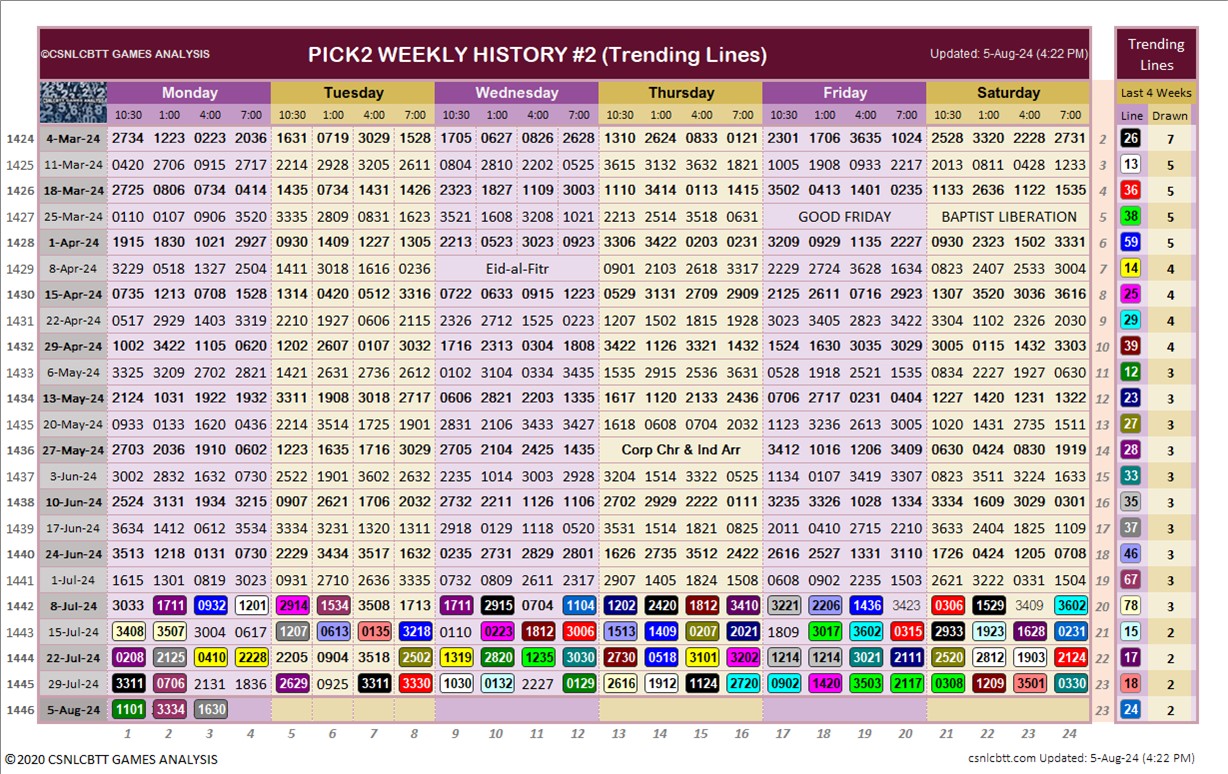 ©CSNLCBTT GAMES ANALYSIS PICK2 WEEKLY HISTORY #2 (Trending Lines) Updated: 5-Aug-24 (4:22 PM) Trending Lines
Monday Tuesday Wednesday Thursday Friday Saturday Last 4 Weeks
10:30 1:00 4:00 7:00 10:30 1:00 4:00 7:00 10:30 1:00 4:00 7:00 10:30 1:00 4:00 7:00 10:30 1:00 4:00 7:00 10:30 1:00 4:00 7:00 Line Drawn
1424 4-Mar-24 2734 1223 0223 2036 1631 0719 3029 1528 1705 0627 0826 2628 1310 2624 0833 0121 2301 1706 3635 1024 2528 3320 2228 2731 2 26 7
1425 11-Mar-24 0420 2706 0915 2717 2214 2928 3205 2611 0804 2810 2202 0525 3615 3132 3632 1821 1005 1908 0933 2217 2013 0811 0428 1233 3 13 5
1426 18-Mar-24 2725 0806 0734 0414 1435 0734 1431 1426 2323 1827 1109 3003 1110 3414 0113 1415 3502 0413 1401 0235 1133 2636 1122 1535 4 36 5
1427 25-Mar-24 0110 0107 0906 3520 3335 2809 0831 1623 3521 1608 3208 1021 2213 2514 3518 0631 GOOD FRIDAY BAPTIST LIBERATION 5 38 5
1428 1-Apr-24 1915 1830 1021 2927 0930 1409 1227 1305 2213 0523 3023 0923 3306 3422 0203 0231 3209 0929 1135 2227 0930 2323 1502 3331 6 59 5
1429 8-Apr-24 3229 0518 1327 2504 1411 3018 1616 0236 Eid-al-Fitr 0901 2103 2618 3317 2229 2724 3628 1634 0823 2407 2533 3004 7 14 4
1430 15-Apr-24 0735 1213 0708 1528 1314 0420 0512 3316 0722 0633 0915 1223 0529 3131 2709 2909 2125 2611 0716 2923 1307 3520 3036 3616 8 25 4
1431 22-Apr-24 0517 2929 1403 3319 2210 1927 0606 2113 2326 2712 1525 0223 1207 1502 1815 1928 3023 3405 2823 3422 3304 1102 2326 2030 9 29 4
1432 29-Apr-24 1002 3422 1105 0620 1202 2607 0107 3032 1716 2313 0304 1808 3422 1126 3321 1432 1524 1630 3035 3029 3005 0115 1432 3303 10 39 4
1433 6-May-24 3325 3209 2702 2821 1421 2631 2736 2612 0102 3104 0334 3435 1535 2915 2536 3631 0528 1918 2521 1535 0834 2227 1927 0630 11 12 3
1434 13-May-24 2124 1031 1922 1932 3311 1908 3018 2717 0606 2821 2203 1335 1617 1120 2133 2436 0706 2717 0231 0404 1227 1420 1231 1322 12 23 3
1435 20-May-24 0933 0133 1620 0436 2214 3514 1725 1901 2831 2106 3433 3427 1618 0608 0704 2032 1123 3236 2613 3005 1020 1431 2735 1511 13 27 3
1436 27-May-24 2703 2036 1910 0602 1223 1635 1716 3029 2705 2104 2425 1435 Corp Chr & Ind Arr 3412 1016 1206 3409 0630 0424 0830 1919 14 28 3
1437 3-Jun-24 3002 2832 1632 0730 2522 1901 3602 2633 2235 1014 3003 2928 3204 1514 1532 0525 1134 0107 3419 3307 0823 3511 3224 1633 15 33 3
1438 10-Jun-24 2524 3131 1934 3215 0907 2621 1706 2032 2732 2211 1126 1106 2702 2929 2222 0111 3235 3326 1028 1334 3334 1609 3029 0301 16 35 3
1439 17-Jun-24 3634 1412 0612 3534 3334 3231 1320 1311 2918 0129 1118 0520 3531 1514 1821 0825 2011 0410 2715 2210 3633 2404 1825 1109 17 37 3
1440 24-Jun-24 3513 1218 0131 0730 2229 3434 3517 1632 0235 2731 2829 2801 1626 2735 3512 2422 2616 2527 1331 3110 1726 0424 1205 0708 18 46 3
1441 1-Jul-24 1615 1301 0819 3023 0931 2710 2636 3335 0732 0809 2611 2317 2907 1405 1824 1508 0608 0902 2235 1503 2621 3222 0331 1504 19 67 3
1442 8-Jul-24 3033 1711 0932 1201 2914 1534 3508 1713 1711 2915 0704 1104 1202 2420 1812 3410 3221 2206 1436 3423 0306 1529 3409 3602 20 78 3
1443 15-Jul-24 3408 3507 3004 0617 1207 0613 0135 3218 0110 0223 1812 3006 1513 1409 0207 2021 1809 3017 3602 0315 2933 1923 1628 0231 21 15 2
1444 22-Jul-24 0208 2125 0410 2228 2205 0904 3518 2502 1319 2820 1235 3030 2730 0518 3101 3202 1214 1214 3021 2111 2520 2812 1903 2124 22 17 2
1445 29-Jul-24 3311 0706 2131 1836 2629 0925 3311 3330 1030 0132 2227 0129 2616 1912 1124 2720 0902 1420 3503 2117 0308 1209 3501 0330 23 18 2
1446 5-Aug-24 1101 3334 1630 23 24 2
1 2 3 4 5 6 7 8 9 10 11 12 13 14 15 16 17 18 19 20 21 22 23 24
©2020 CSNLCBTT GAMES ANALYSIS csnlcbtt.com Updated: 5-Aug-24 (4:22 PM)